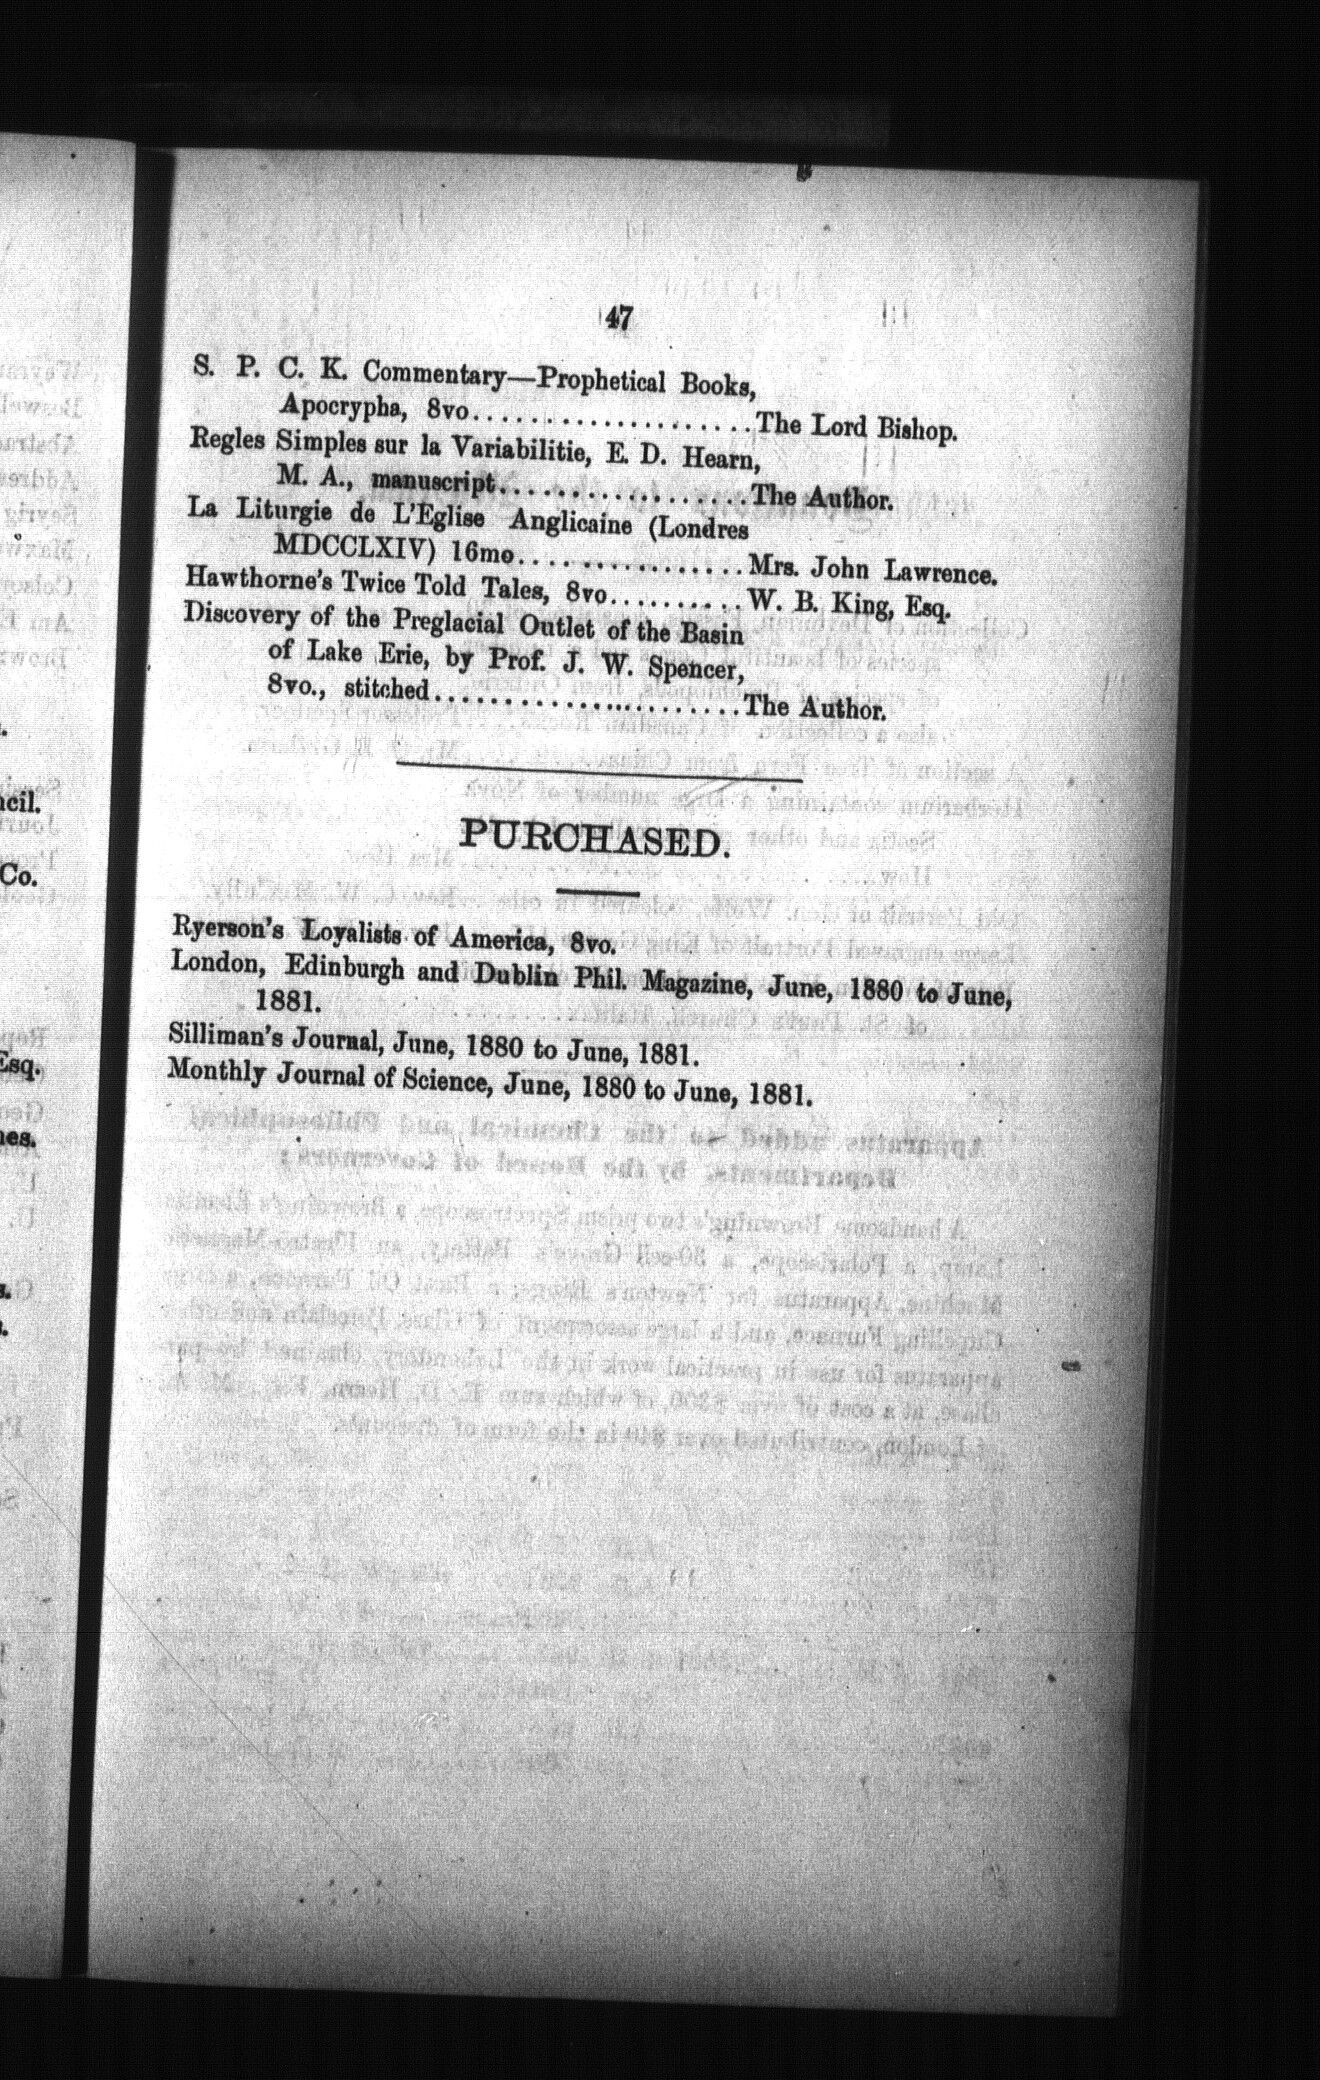 47
S. P. C. K. Commentary—Prophetical Books,
Apocrypha, 8vo....................The Lord Bishop.
Regles Simples sur la Variabilitie, E. D. Hearn,
M. A., manuscript..................The Author.
La Liturgie de L'Eglise Anglicaine (Londres
MDCCLXIV) 16mo................Mrs. John Lawrence.
Hawthorne's Twice Told Tales, 8vo..........W. B. King, Esq.
Discovery of the Preglacial Outlet of the Basin
of Lake Erie, by Prof. J. W. Spencer,
8vo., stitched......................The Author.
PURCHASED.
Ryerson's Loyalists of America, 8vo.
London, Edinburgh and Dublin Phil. Magazine, June, 1880 to June,
1881.
Silliman's Journal, June, 1880 to June, 1881.
Monthly Journal of Science, June, 1880 to June, 1881.
Co.
Esq.